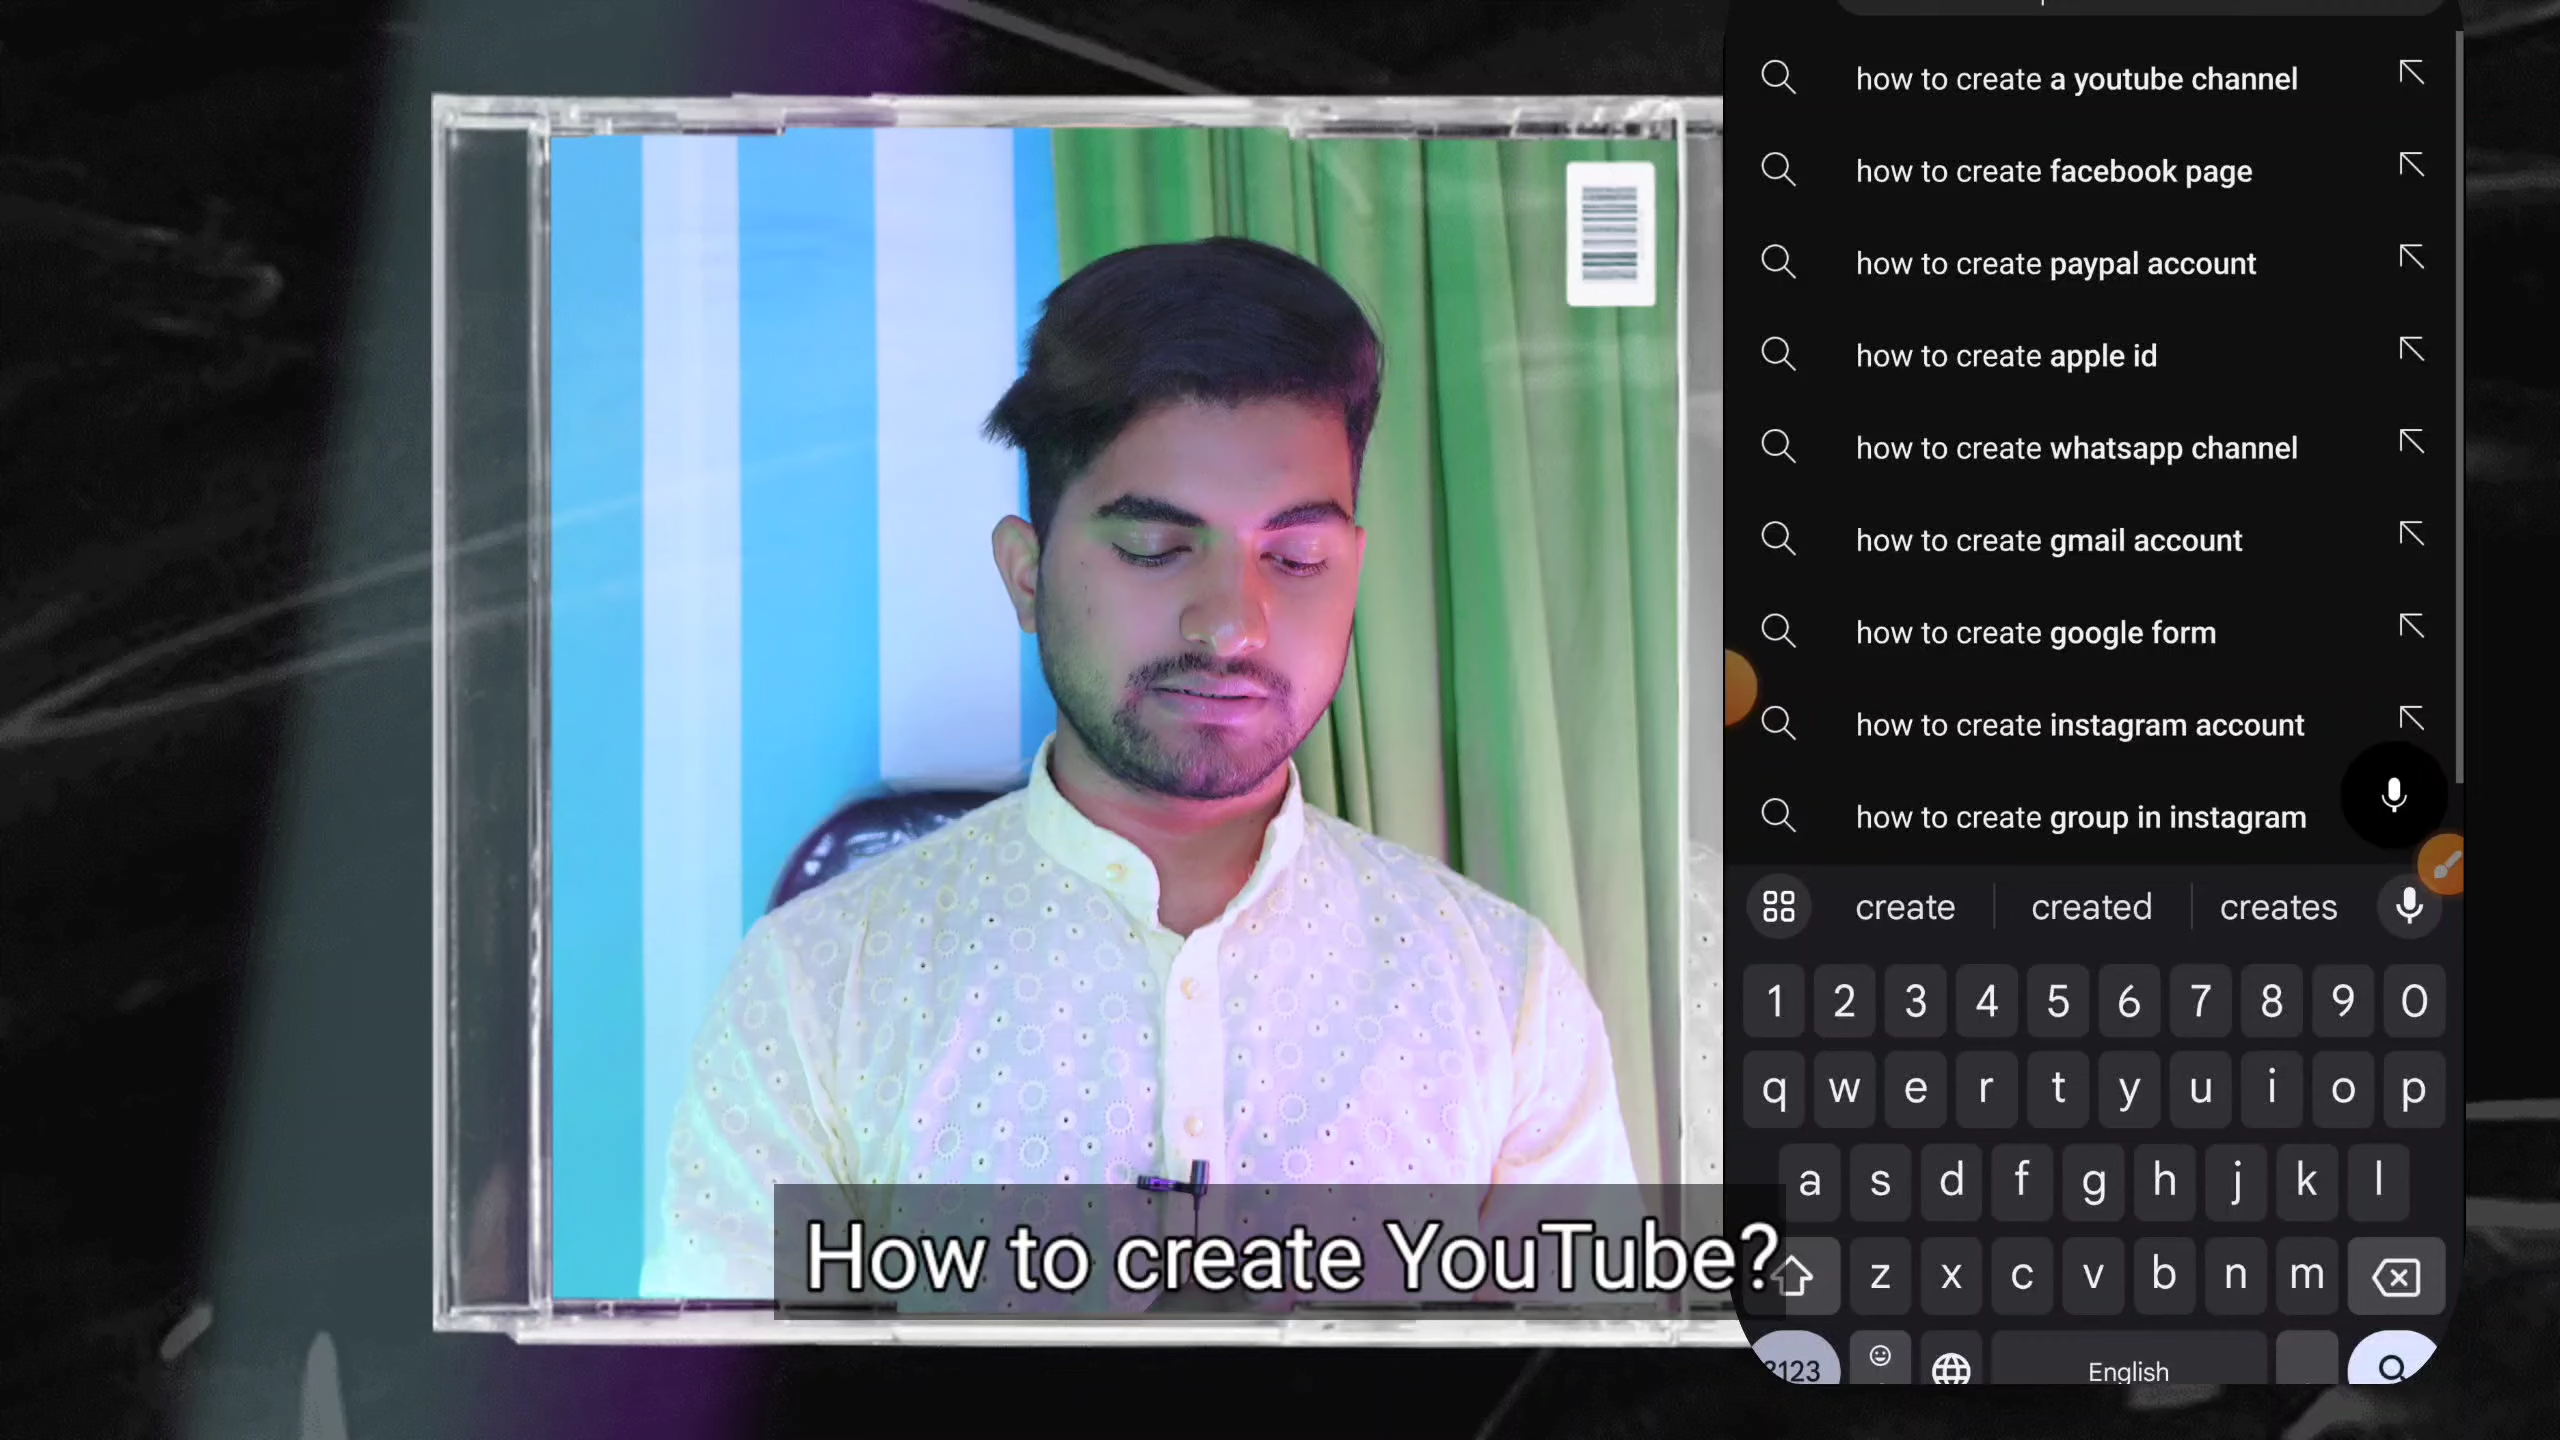 how to create a youtube channel
how to create facebook page
how to create paypal account
how to create apple id
how to create whatsapp channel
how to create gmail account
how to create google form
how to create instagram account
how to create group in instagram
create created creates
1 2 3 4 5 6 7 8 9 0
q w e r t y u i o p
a s d f g h j k l
z x c v b n m
?123 English
How to create YouTube?